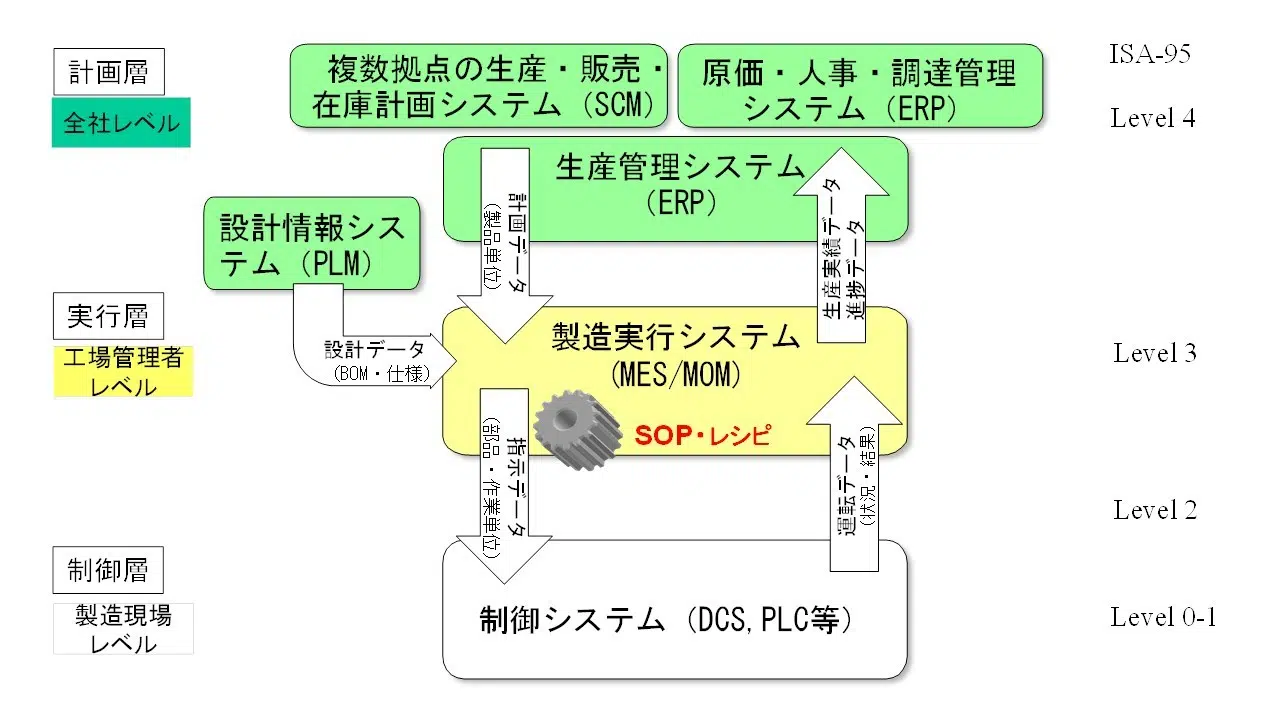 計画層
全社レベル
複数拠点の生産・販売・
在庫計画システム（SCM）
原価・人事・調達管理
システム（ERP）
ISA-95
Level 4
生産管理システム
（ERP）
計画データ
（製品単位）
生産実績データ
進捗データ
設計情報シス
テム（PLM）
実行層
工場管理者
レベル
設計データ
（BOM・仕様）
製造実行システム
（MES/MOM）
SOP・レシピ
Level 3
指示データ
（部品・作業単位）
運転データ
（状況・結果）
Level 2
制御層
製造現場
レベル
制御システム（DCS,PLC等）
Level 0-1